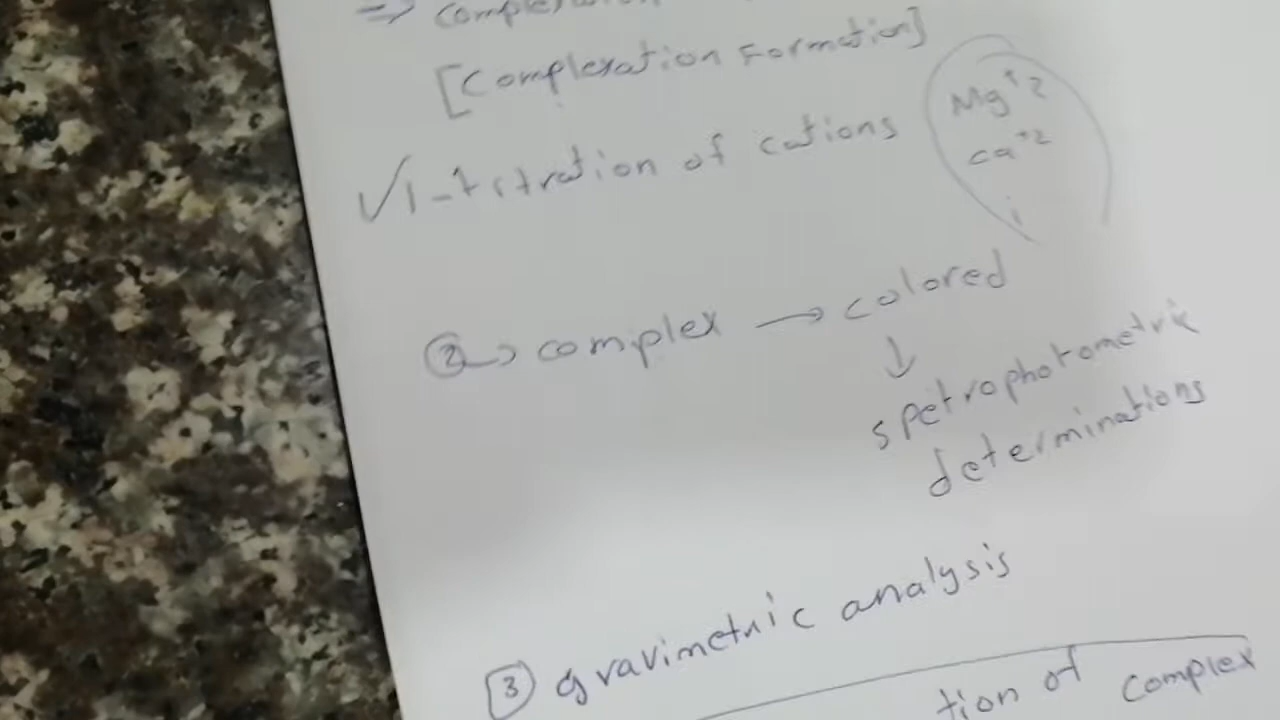 [Complexation Formation]
Mg+2
√1-titration of cations
ca+2
② → complex → colored
↓
spetrophotometric
determinations
3 gravimetric analysis
tion of complex